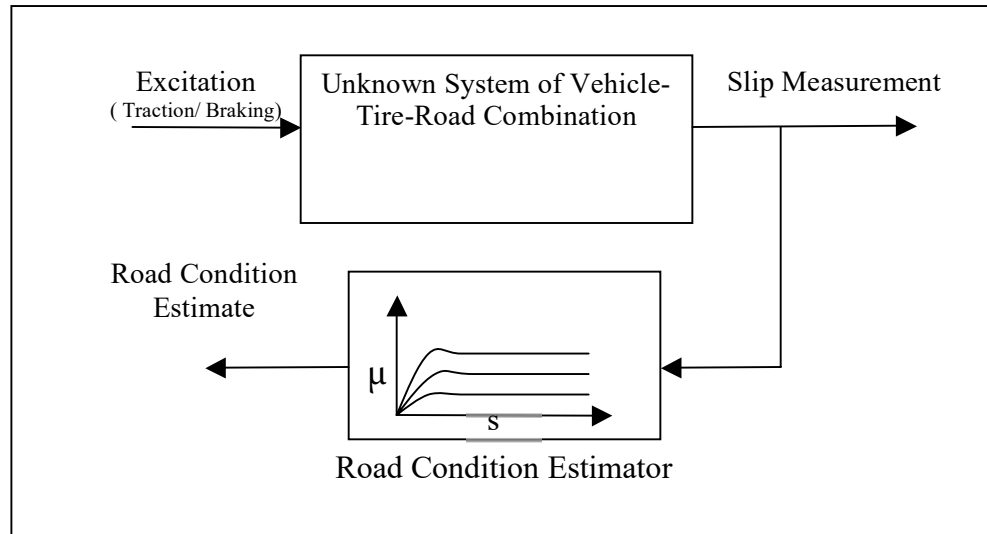 Excitation
( Traction/ Braking)
Unknown System of Vehicle-
Tire-Road Combination
Slip Measurement
Road Condition
Estimate
μ
s
Road Condition Estimator